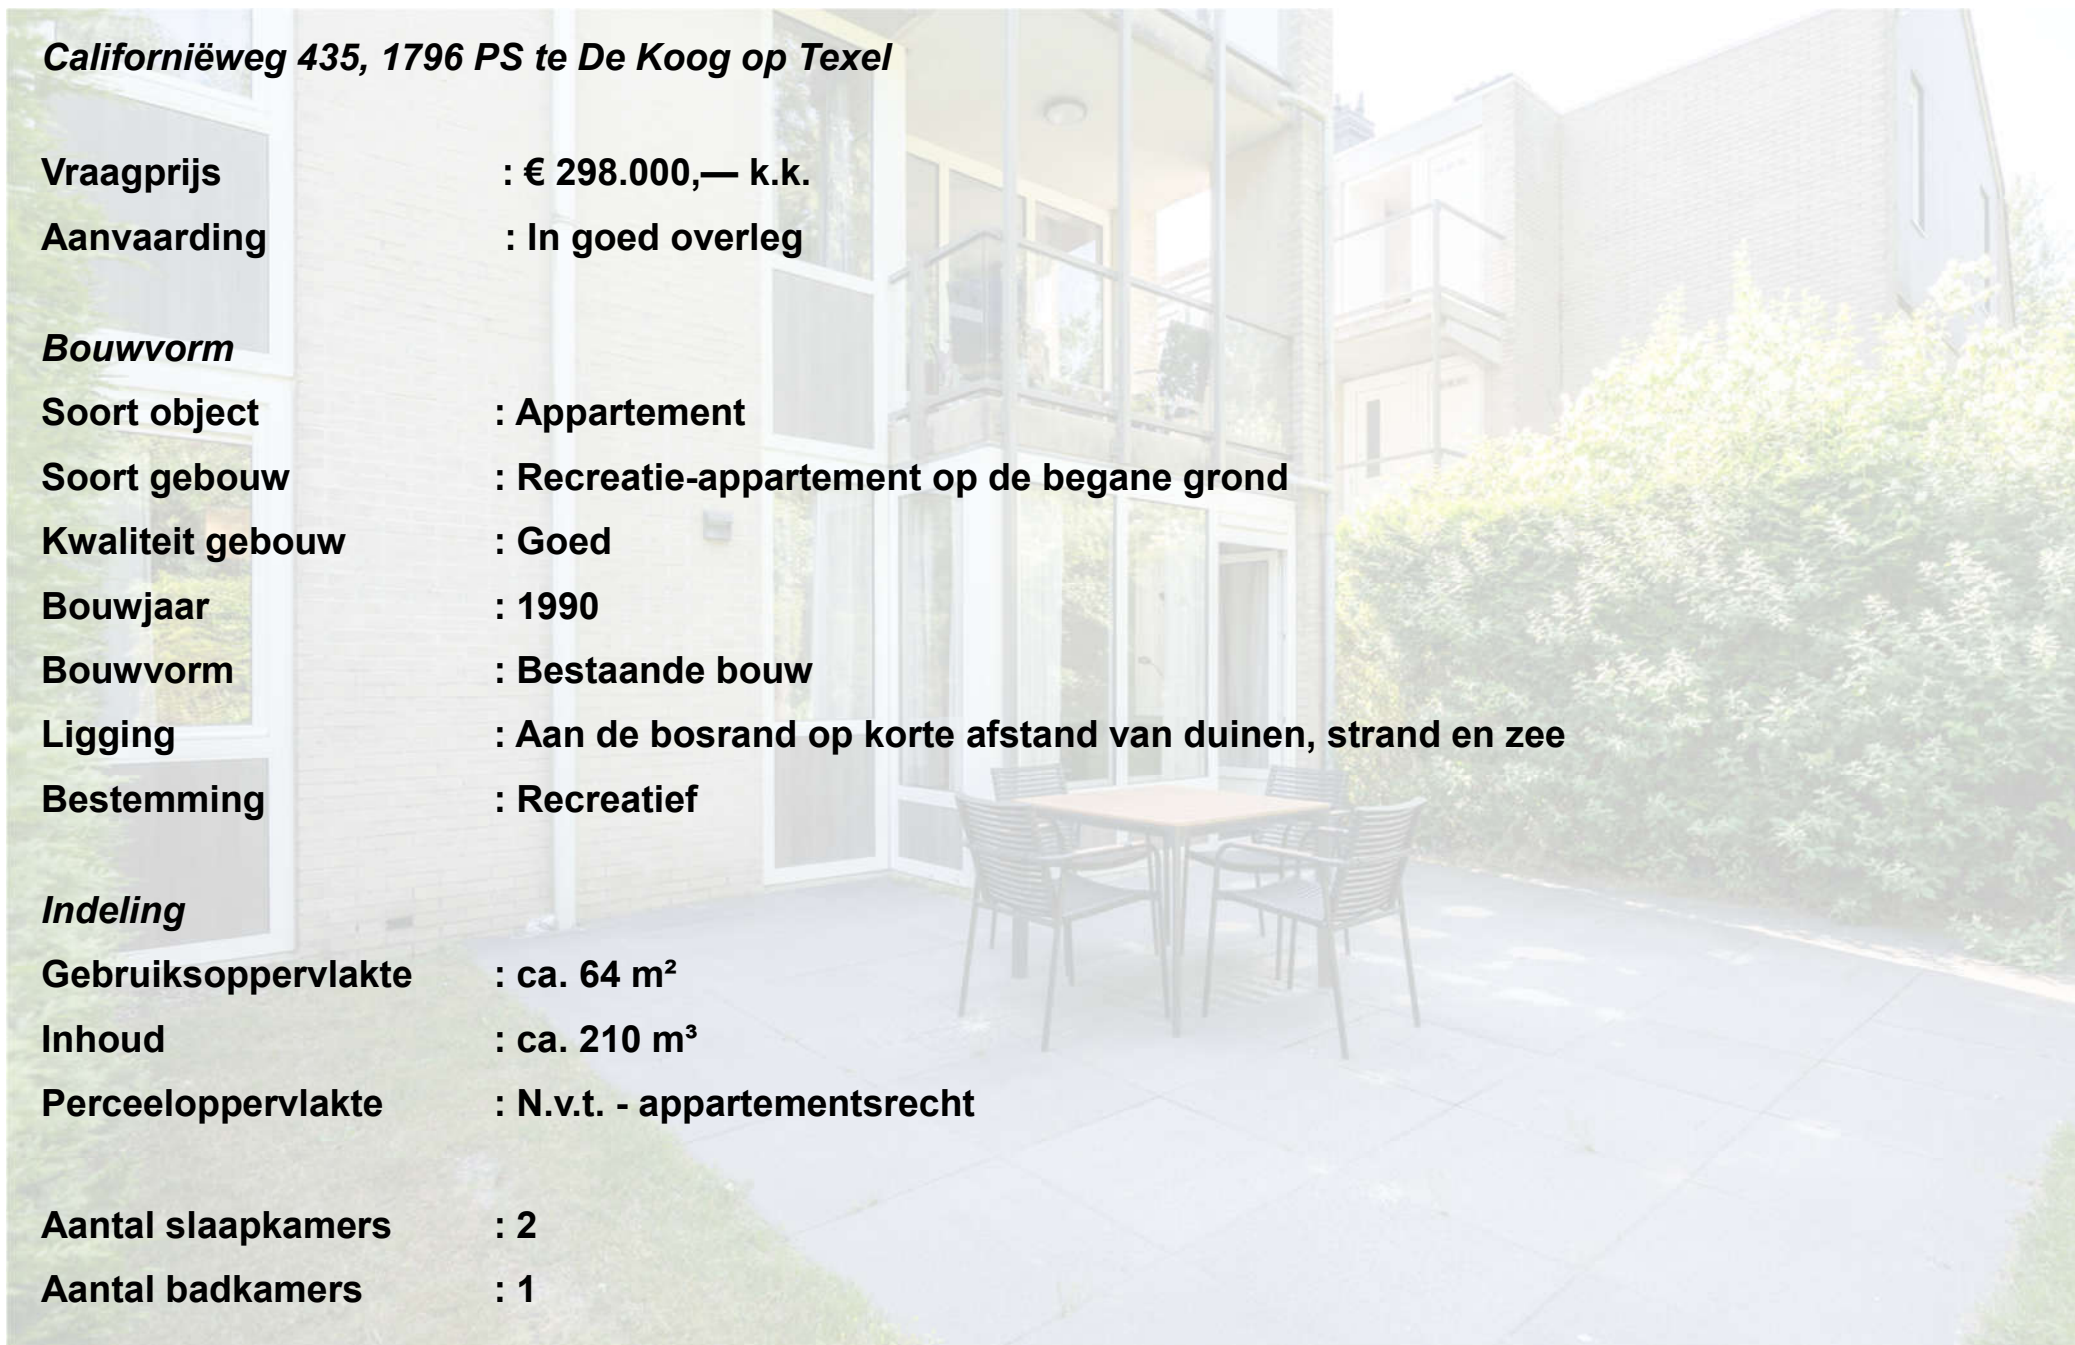 Californiëweg 435, 1796 PS te De Koog op Texel
Vraagprijs : € 298.000,— k.k.
Aanvaarding : In goed overleg
Bouwvorm
Soort object : Appartement
Soort gebouw : Recreatie-appartement op de begane grond
Kwaliteit gebouw : Goed
Bouwjaar : 1990
Bouwvorm : Bestaande bouw
Ligging : Aan de bosrand op korte afstand van duinen, strand en zee
Bestemming : Recreatief
Indeling
Gebruiksoppervlakte : ca. 64 m²
Inhoud : ca. 210 m³
Perceeloppervlakte : N.v.t. - appartementsrecht
Aantal slaapkamers : 2
Aantal badkamers : 1